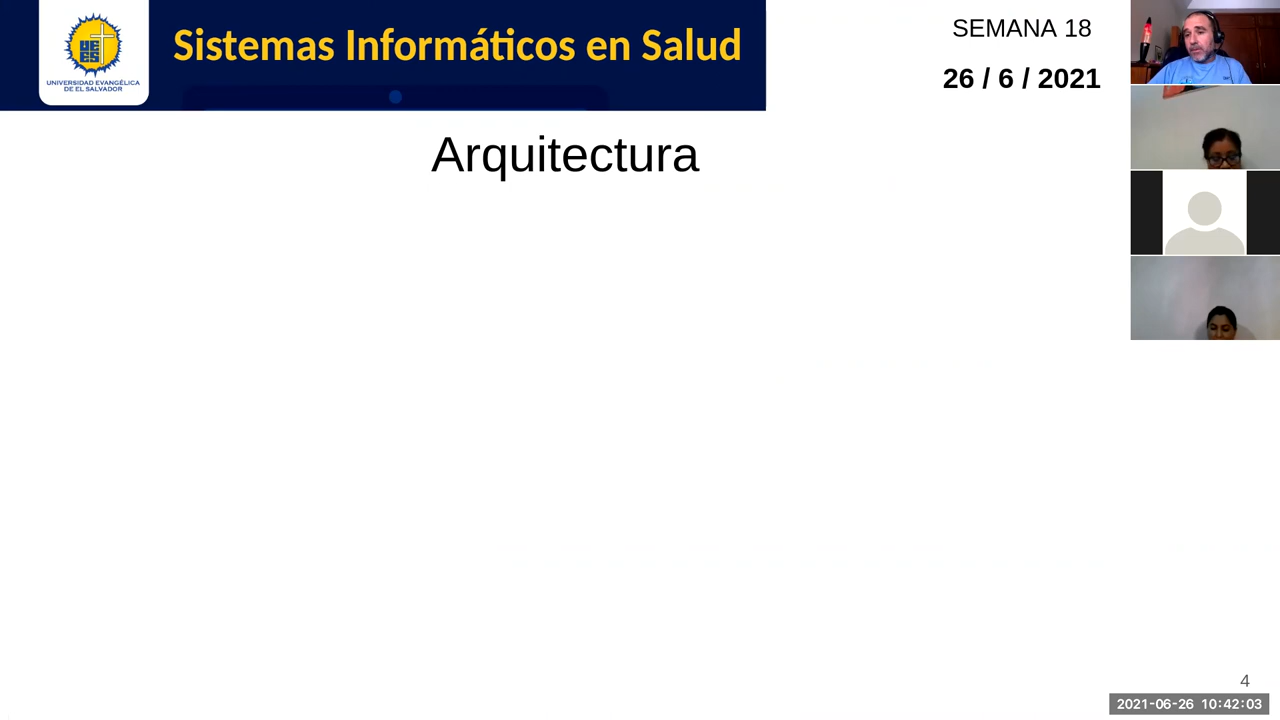 UEES
UNIVERSIDAD EVANGÉLICA
DE EL SALVADOR
Sistemas Informáticos en Salud
SEMANA 18
26 / 6 / 2021
Arquitectura
4
2021-06-26 10:42:03